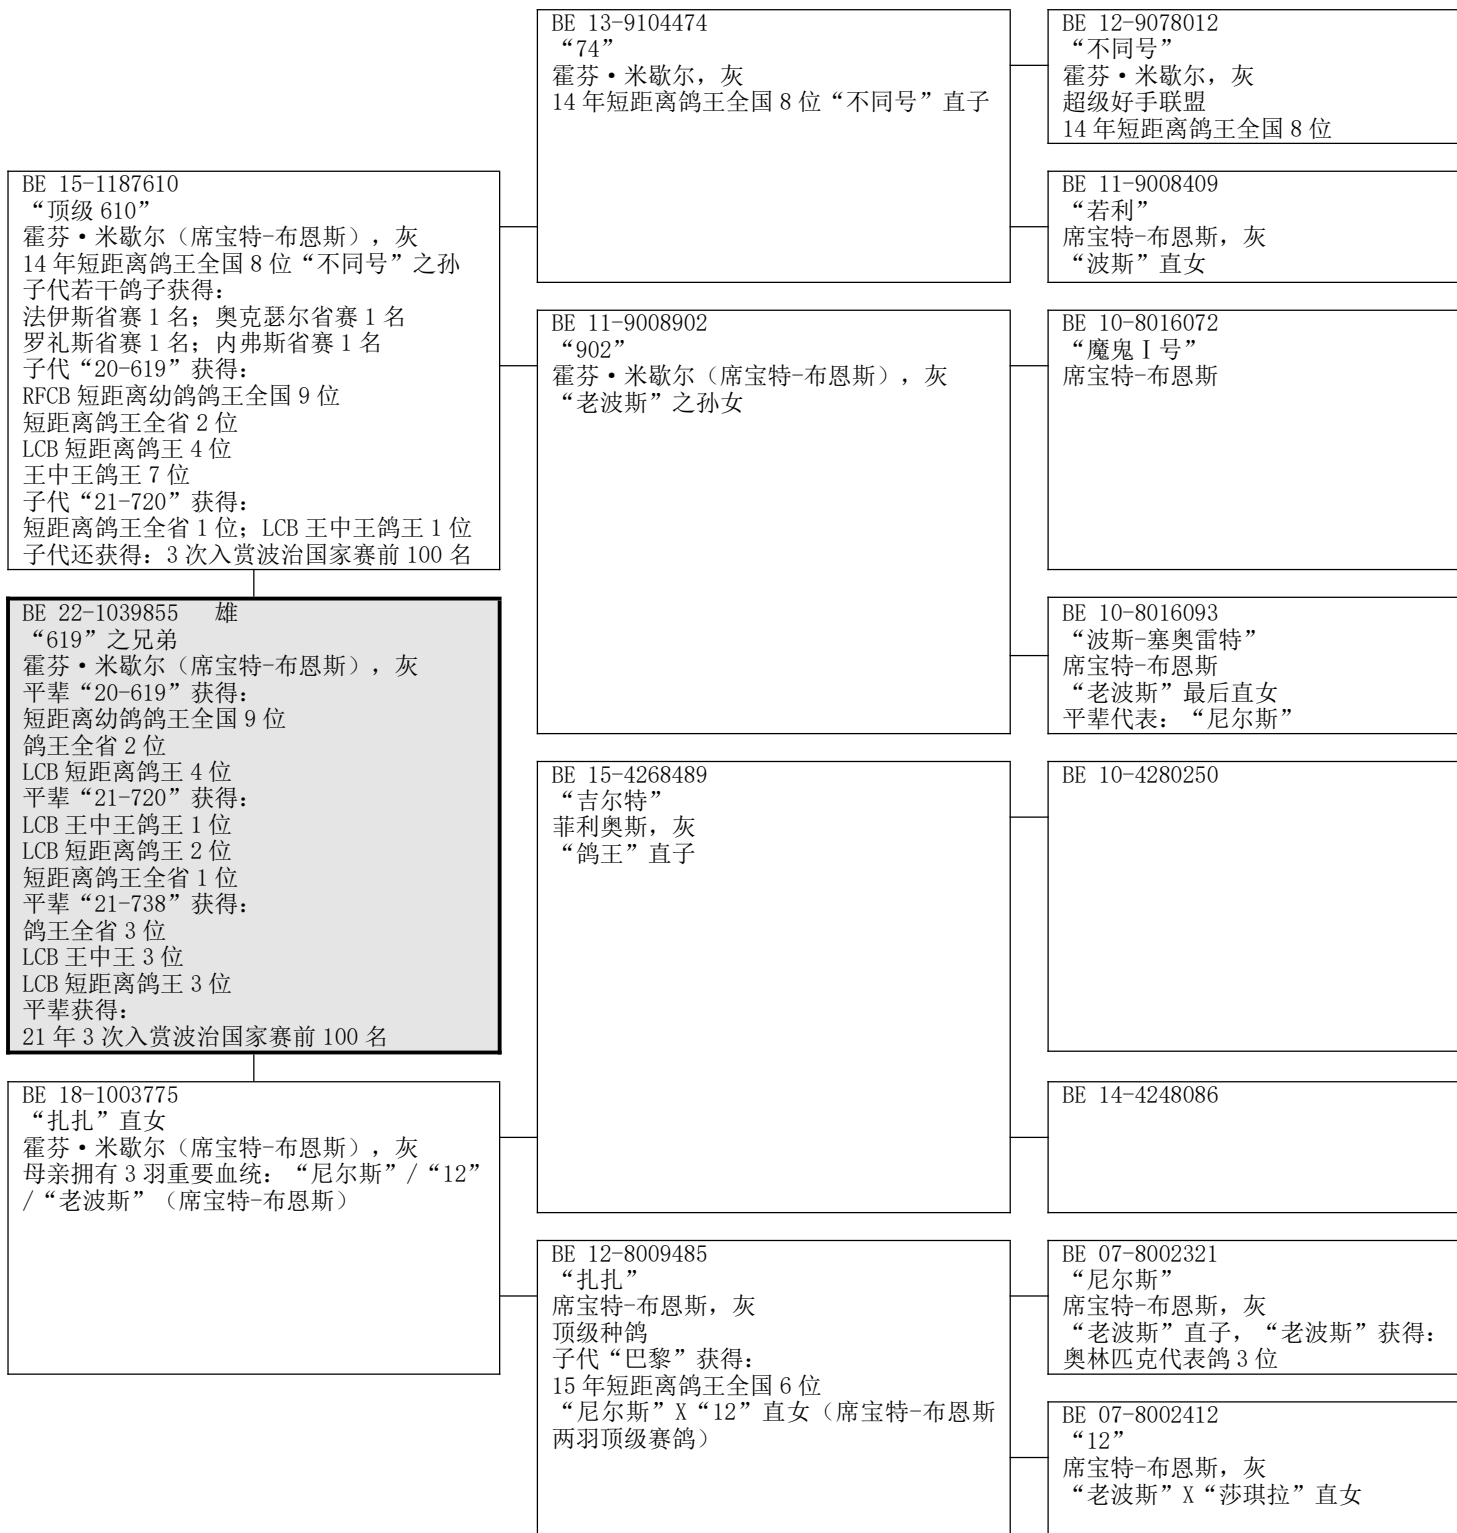 BE 15-1187610
“顶级 610”
霍芬·米歇尔（席宝特-布恩斯），灰
14 年短距离鸽王全国 8 位“不同号”之孙
子代若干鸽子获得：
法伊斯省赛 1 名；奥克瑟尔省赛 1 名
罗礼斯省赛 1 名；内弗斯省赛 1 名
子代“20-619”获得：
RFCB 短距离幼鸽鸽王全国 9 位
短距离鸽王全省 2 位
LCB 短距离鸽王 4 位
王中王鸽王 7 位
子代“21-720”获得：
短距离鸽王全省 1 位；LCB 王中王鸽王 1 位
子代还获得：3 次入赏波治国家赛前 100 名
BE 22-1039855 雄
“619”之兄弟
霍芬·米歇尔（席宝特-布恩斯），灰
平辈“20-619”获得：
短距离幼鸽鸽王全国 9 位
鸽王全省 2 位
LCB 短距离鸽王 4 位
平辈“21-720”获得：
LCB 王中王鸽王 1 位
LCB 短距离鸽王 2 位
短距离鸽王全省 1 位
平辈“21-738”获得：
鸽王全省 3 位
LCB 王中王 3 位
LCB 短距离鸽王 3 位
平辈获得：
21 年 3 次入赏波治国家赛前 100 名
BE 18-1003775
“扎扎”直女
霍芬·米歇尔（席宝特-布恩斯），灰
母亲拥有 3 羽重要血统：“尼尔斯”/“12”
/“老波斯”（席宝特-布恩斯）
BE 13-9104474
“74”
霍芬·米歇尔，灰
14 年短距离鸽王全国 8 位“不同号”直子
BE 11-9008902
“902”
霍芬·米歇尔（席宝特-布恩斯），灰
“老波斯”之孙女
BE 15-4268489
“吉尔特”
菲利奥斯，灰
“鸽王”直子
BE 12-8009485
“扎扎”
席宝特-布恩斯，灰
顶级种鸽
子代“巴黎”获得：
15 年短距离鸽王全国 6 位
“尼尔斯”X“12”直女（席宝特-布恩斯
两羽顶级赛鸽）
BE 12-9078012
“不同号”
霍芬·米歇尔，灰
超级好手联盟
14 年短距离鸽王全国 8 位
BE 11-9008409
“若利”
席宝特-布恩斯，灰
“波斯”直女
BE 10-8016072
“魔鬼Ⅰ号”
席宝特-布恩斯
BE 10-8016093
“波斯-塞奥雷特”
席宝特-布恩斯
“老波斯”最后直女
平辈代表：“尼尔斯”
BE 10-4280250
BE 14-4248086
BE 07-8002321
“尼尔斯”
席宝特-布恩斯，灰
“老波斯”直子，“老波斯”获得：
奥林匹克代表鸽 3 位
BE 07-8002412
“12”
席宝特-布恩斯，灰
“老波斯”X“莎琪拉”直女